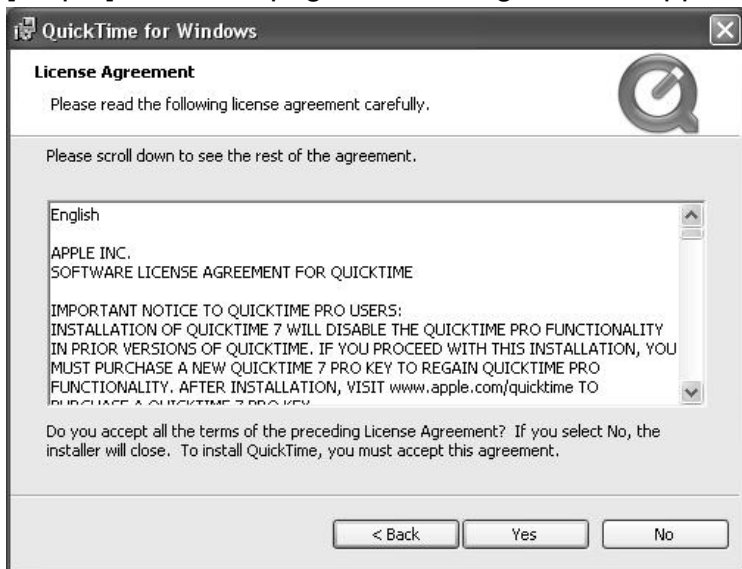 QuickTime for Windows
License Agreement
Please read the following license agreement carefully.
Please scroll down to see the rest of the agreement.
English
APPLE INC.
SOFTWARE LICENSE AGREEMENT FOR QUICKTIME
IMPORTANT NOTICE TO QUICKTIME PRO USERS:
INSTALLATION OF QUICKTIME 7 WILL DISABLE THE QUICKTIME PRO FUNCTIONALITY
IN PRIOR VERSIONS OF QUICKTIME. IF YOU PROCEED WITH THIS INSTALLATION, YOU
MUST PURCHASE A NEW QUICKTIME 7 PRO KEY TO REGAIN QUICKTIME PRO
FUNCTIONALITY. AFTER INSTALLATION, VISIT www.apple.com/quicktime TO
PURCHASE A QUICKTIME 7 PRO KEY
Do you accept all the terms of the preceding License Agreement? If you select No, the
installer will close. To install QuickTime, you must accept this agreement.
< Back
Yes
No